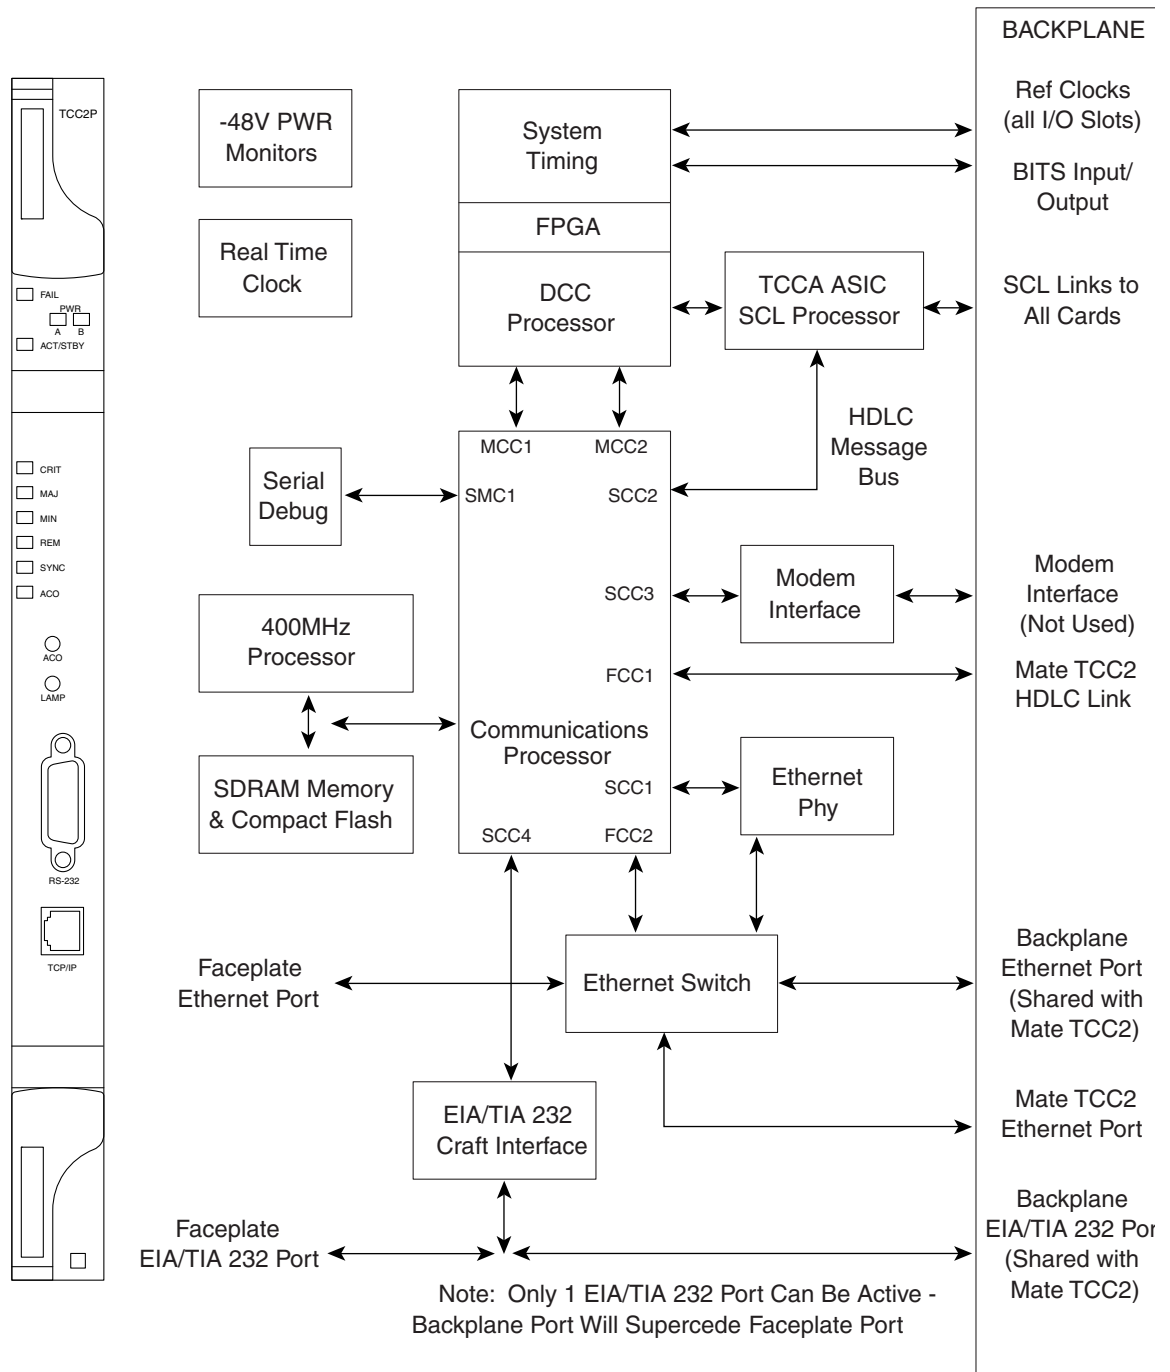 BACKPLANE
TCC2P
FAIL
PWR
A B
ACT/STBY
CRIT
MAJ
MIN
REM
SYNC
ACO
ACO
LAMP
RS-232
TCP/IP
-48V PWR
Monitors
Real Time
Clock
System
Timing
FPGA
DCC
Processor
TCCA ASIC
SCL Processor
Ref Clocks
(all I/O Slots)
BITS Input/
Output
SCL Links to
All Cards
HDLC
Message
Bus
MCC1
MCC2
Serial
Debug
SMC1
SCC2
SCC3
Modem
Interface
Modem
Interface
(Not Used)
400MHz
Processor
FCC1
Mate TCC2
HDLC Link
Communications
Processor
SDRAM Memory
& Compact Flash
SCC1
Ethernet
Phy
SCC4
FCC2
Faceplate
Ethernet Port
Ethernet Switch
Backplane
Ethernet Port
(Shared with
Mate TCC2)
EIA/TIA 232
Craft Interface
Mate TCC2
Ethernet Port
Faceplate
EIA/TIA 232 Port
Backplane
EIA/TIA 232 Por
(Shared with
Mate TCC2)
Note: Only 1 EIA/TIA 232 Port Can Be Active -
Backplane Port Will Supercede Faceplate Port